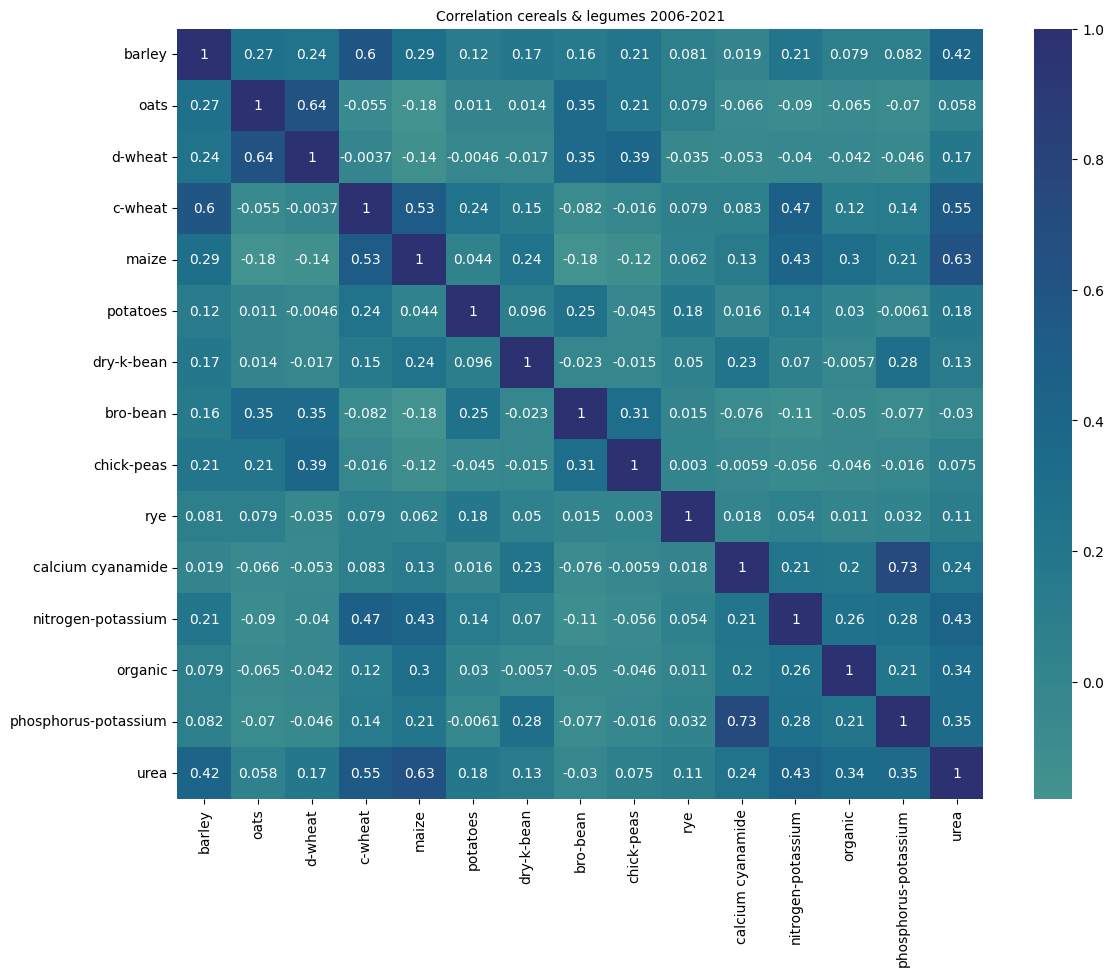 Correlation cereals & legumes 2006-2021
barley 1 0.27 0.24 0.6 0.29 0.12 0.17 0.16 0.21 0.081 0.019 0.21 0.079 0.082 0.42
oats 0.27 1 0.64 -0.055 -0.18 0.011 0.014 0.35 0.21 0.079 -0.066 -0.09 -0.065 -0.07 0.058
d-wheat 0.24 0.64 1 -0.0037 -0.14 -0.0046 -0.017 0.35 0.39 -0.035 -0.053 -0.04 -0.042 -0.046 0.17
c-wheat 0.6 -0.055 -0.0037 1 0.53 0.24 0.15 -0.082 -0.016 0.079 0.083 0.47 0.12 0.14 0.55
maize 0.29 -0.18 -0.14 0.53 1 0.044 0.24 -0.18 -0.12 0.062 0.13 0.43 0.3 0.21 0.63
potatoes 0.12 0.011 -0.0046 0.24 0.044 1 0.096 0.25 -0.045 0.18 0.016 0.14 0.03 -0.0061 0.18
dry-k-bean 0.17 0.014 -0.017 0.15 0.24 0.096 1 -0.023 -0.015 0.05 0.23 0.07 -0.0057 0.28 0.13
bro-bean 0.16 0.35 0.35 -0.082 -0.18 0.25 -0.023 1 0.31 0.015 -0.076 -0.11 -0.05 -0.077 -0.03
chick-peas 0.21 0.21 0.39 -0.016 -0.12 -0.045 -0.015 0.31 1 0.003 -0.0059 -0.056 -0.046 -0.016 0.075
rye 0.081 0.079 -0.035 0.079 0.062 0.18 0.05 0.015 0.003 1 0.018 0.054 0.011 0.032 0.11
calcium cyanamide 0.019 -0.066 -0.053 0.083 0.13 0.016 0.23 -0.076 -0.0059 0.018 1 0.21 0.2 0.73 0.24
nitrogen-potassium 0.21 -0.09 -0.04 0.47 0.43 0.14 0.07 -0.11 -0.056 0.054 0.21 1 0.26 0.28 0.43
organic 0.079 -0.065 -0.042 0.12 0.3 0.03 -0.0057 -0.05 -0.046 0.011 0.2 0.26 1 0.21 0.34
phosphorus-potassium 0.082 -0.07 -0.046 0.14 0.21 -0.0061 0.28 -0.077 -0.016 0.032 0.73 0.28 0.21 1 0.35
urea 0.42 0.058 0.17 0.55 0.63 0.18 0.13 -0.03 0.075 0.11 0.24 0.43 0.34 0.35 1
barley
oats
d-wheat
c-wheat
maize
potatoes
dry-k-bean
bro-bean
chick-peas
rye
calcium cyanamide
nitrogen-potassium
organic
phosphorus-potassium
urea
1.0
0.8
0.6
0.4
0.2
0.0